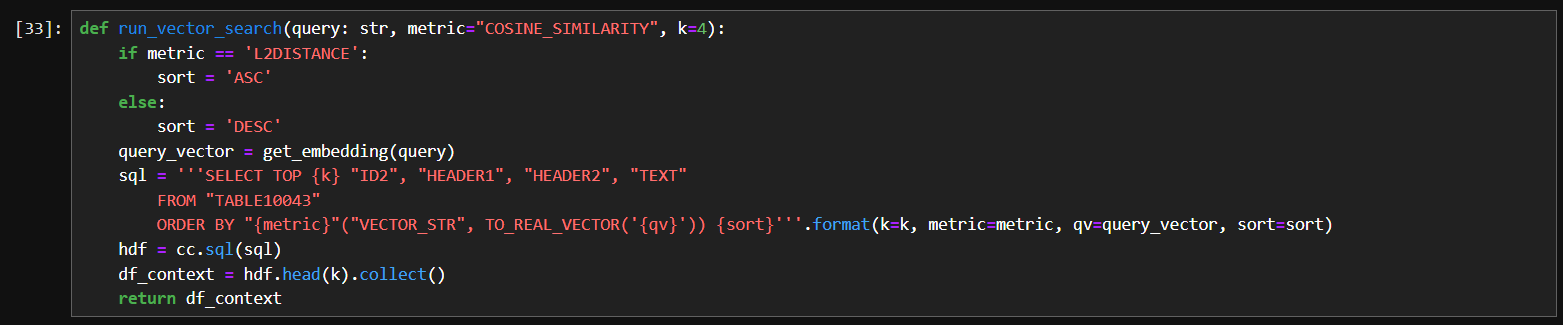 [33]: def run_vector_search(query: str, metric="COSINE_SIMILARITY", k=4):
    if metric == 'L2DISTANCE':
        sort = 'ASC'
    else:
        sort = 'DESC'
    query_vector = get_embedding(query)
    sql = '''SELECT TOP {k} "ID2", "HEADER1", "HEADER2", "TEXT"
        FROM "TABLE10043"
        ORDER BY "{metric}"("VECTOR_STR", TO_REAL_VECTOR('{qv}')) {sort}'''.format(k=k, metric=metric, qv=query_vector, sort=sort)
    hdf = cc.sql(sql)
    df_context = hdf.head(k).collect()
    return df_context